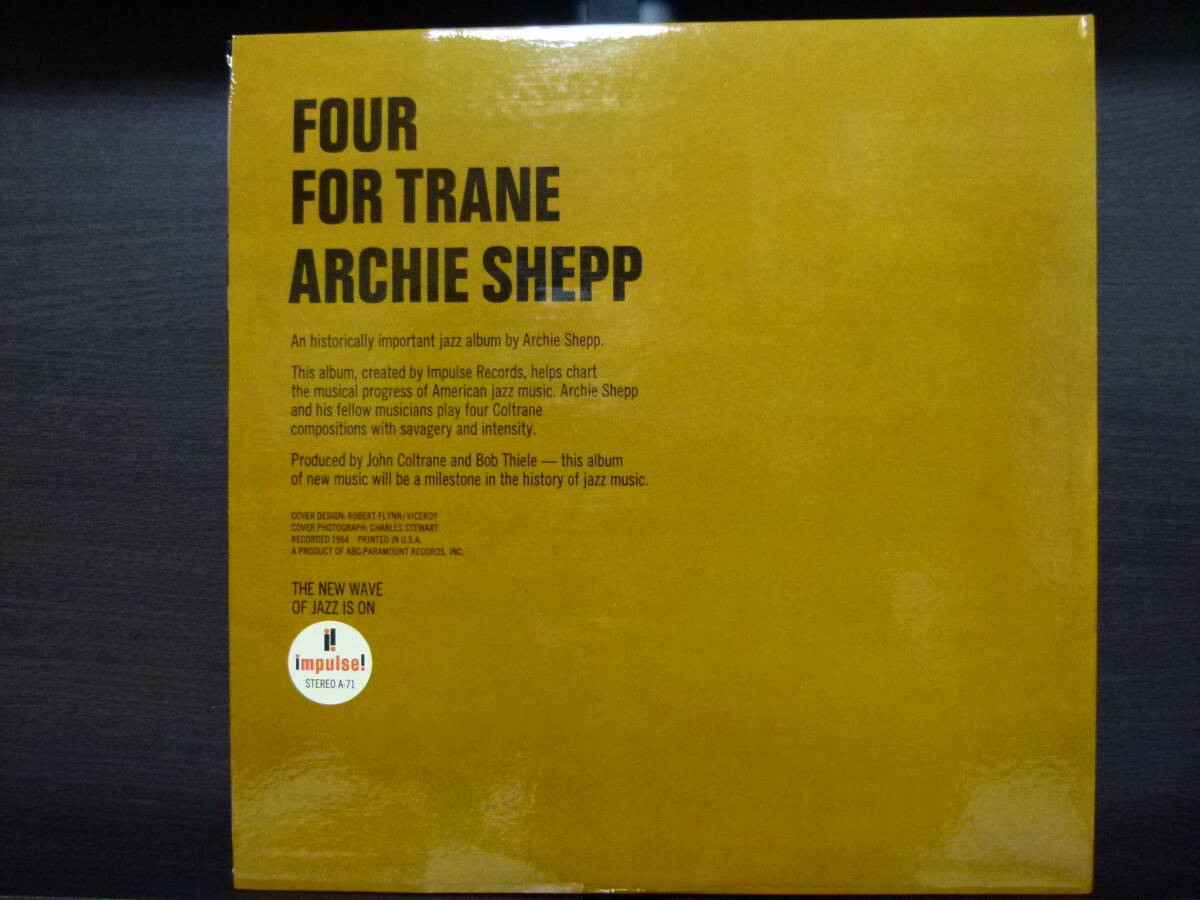 FOUR
FOR TRANE
ARCHIE SHEPP
An historically important jazz album by Archie Shepp.
This album, created by Impulse Records, helps chart
the musical progress of American jazz music. Archie Shepp
and his fellow musicians play four Coltrane
compositions with savagery and intensity.
Produced by John Coltrane and Bob Thiele — this album
of new music will be a milestone in the history of jazz music.
COVER DESIGN: ROBERT FLYNN/VICEROY
COVER PHOTOGRAPH: CHARLES STEWART
RECORDED 1964 PRINTED IN U.S.A.
A PRODUCT OF ABC-PARAMOUNT RECORDS, INC.
THE NEW WAVE
OF JAZZ IS ON
i!
impulse!
STEREO A-71